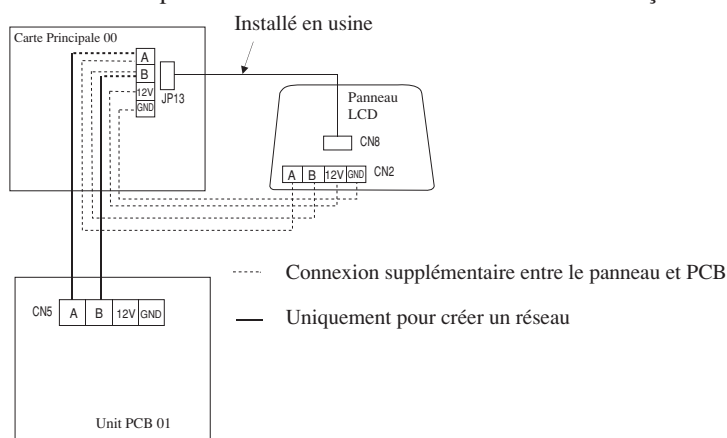 Installé en usine
Carte Principale 00
A
B
12V
GND
JP13
Panneau
LCD
CN8
A B 12V GND CN2
Connexion supplémentaire entre le panneau et PCB
CN5 A B 12V GND
Uniquement pour créer un réseau
Unit PCB 01